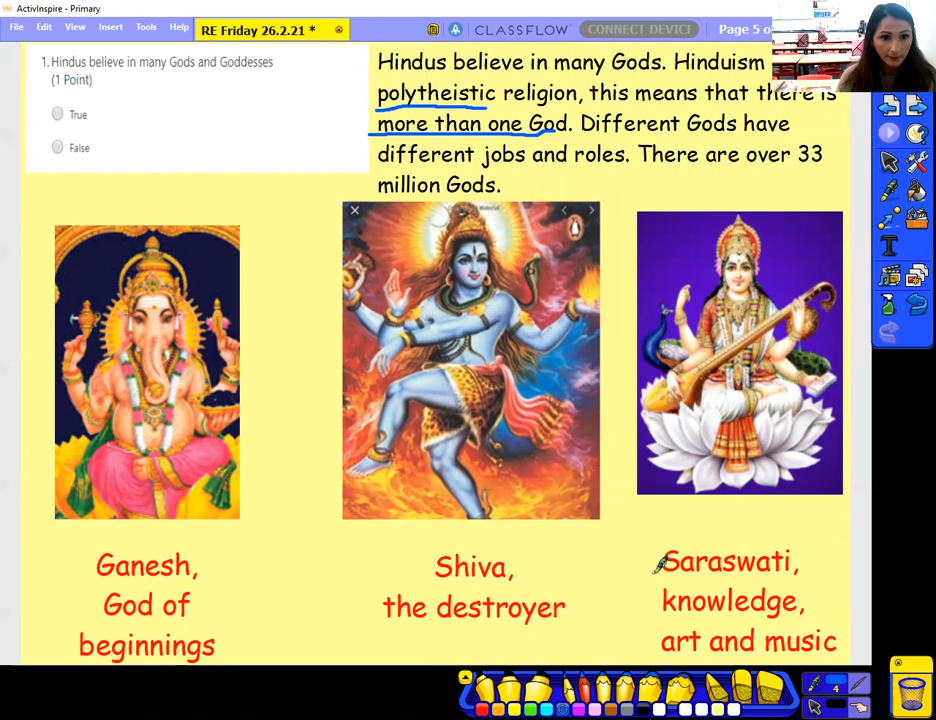 ActivInspire - Primary
File Edit View Insert Tools Help
RE Friday 26.2.21 *
CLASSFLOW
CONNECT DEVICE
Page 5 of
1. Hindus believe in many Gods and Goddesses
(1 Point)
True
False
Hindus believe in many Gods. Hinduism
polytheistic religion, this means that there is
more than one God. Different Gods have
different jobs and roles. There are over 33
million Gods.
Ganesh,
God of
beginnings
Shiva,
the destroyer
Saraswati,
knowledge,
art and music
4